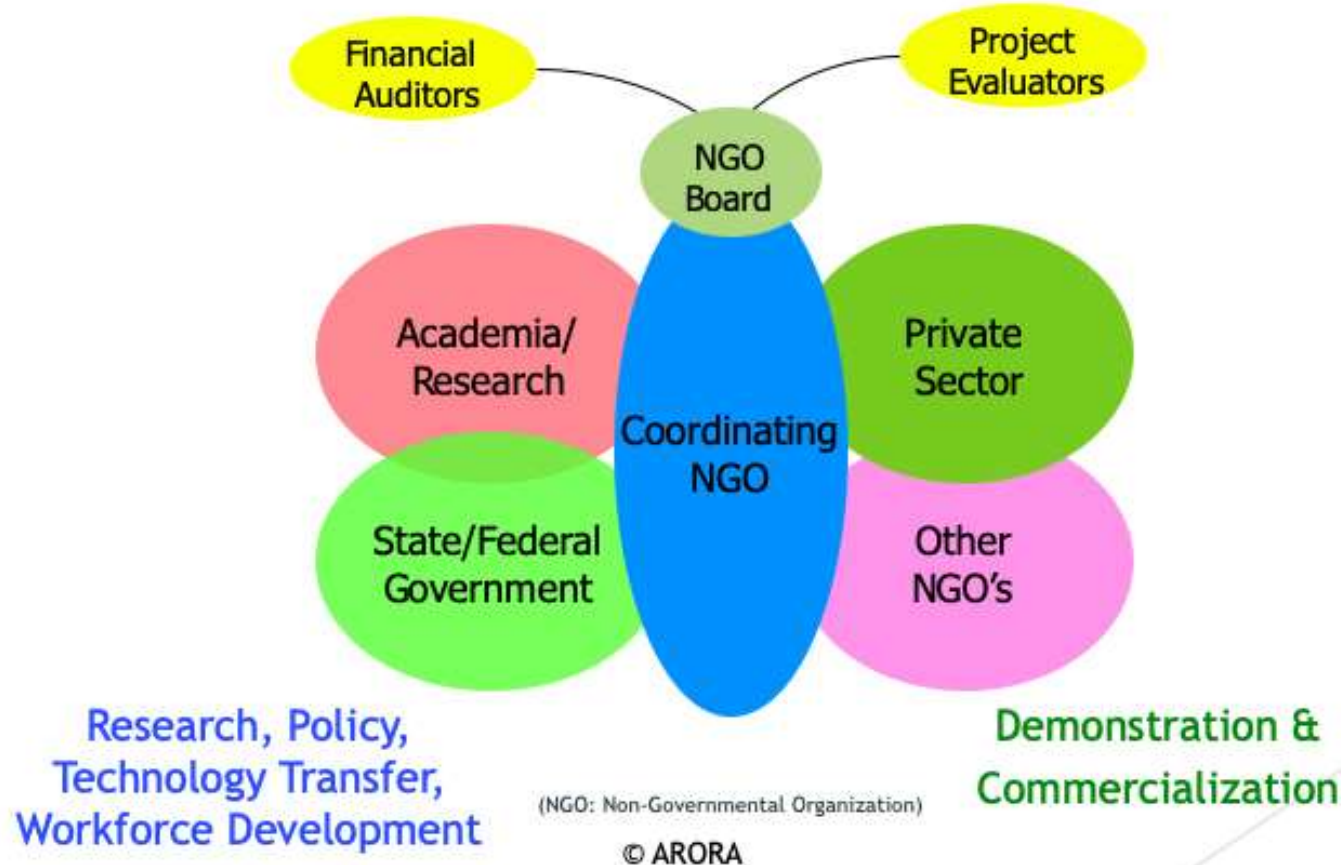 Financial
Auditors
Project
Evaluators
NGO
Board
Academia/
Research
Private
Sector
Coordinating
NGO
State/Federal
Government
Other
NGO's
Research, Policy,
Technology Transfer,
Workforce Development
Demonstration &
Commercialization
(NGO: Non-Governmental Organization)
© ARORA